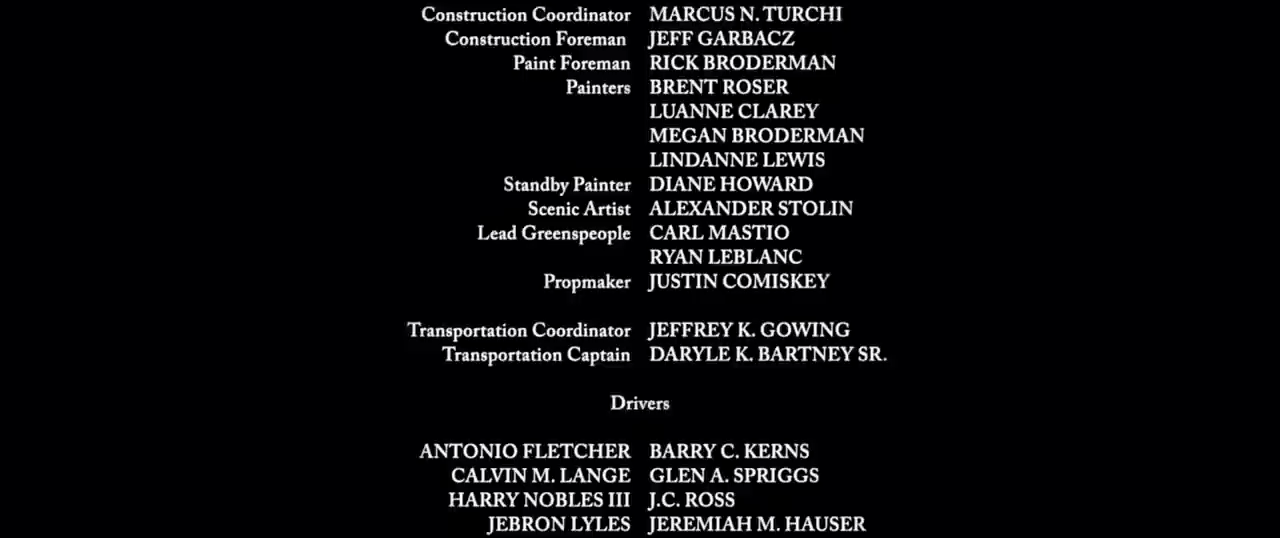 Construction Coordinator MARCUS N. TURCHI
Construction Foreman JEFF GARBACZ
Paint Foreman RICK BRODERMAN
Painters BRENT ROSER
LUANNE CLAREY
MEGAN BRODERMAN
LINDANNE LEWIS
Standby Painter DIANE HOWARD
Scenic Artist ALEXANDER STOLIN
Lead Greenspeople CARL MASTIO
RYAN LEBLANC
Propmaker JUSTIN COMISKEY
Transportation Coordinator JEFFREY K. GOWING
Transportation Captain DARYLE K. BARTNEY SR.
Drivers
ANTONIO FLETCHER BARRY C. KERNS
CALVIN M. LANGE GLEN A. SPRIGGS
HARRY NOBLES III J.C. ROSS
JEBRON LYLES JEREMIAH M. HAUSER